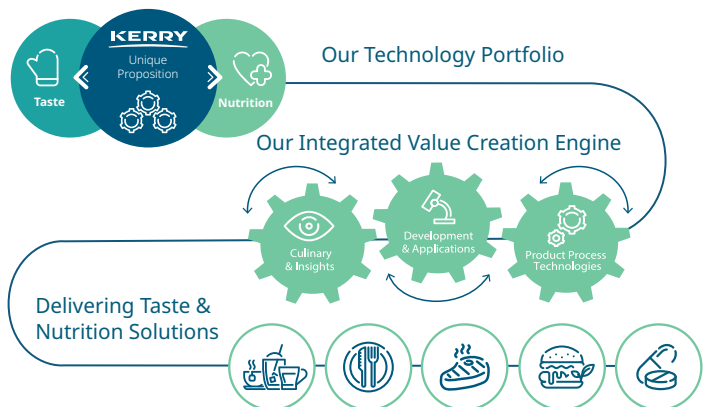 KERRY
Unique
Proposition
Taste
Nutrition
Our Technology Portfolio
Our Integrated Value Creation Engine
Culinary
& Insights
Development
& Applications
Product Process
Technologies
Delivering Taste &
Nutrition Solutions